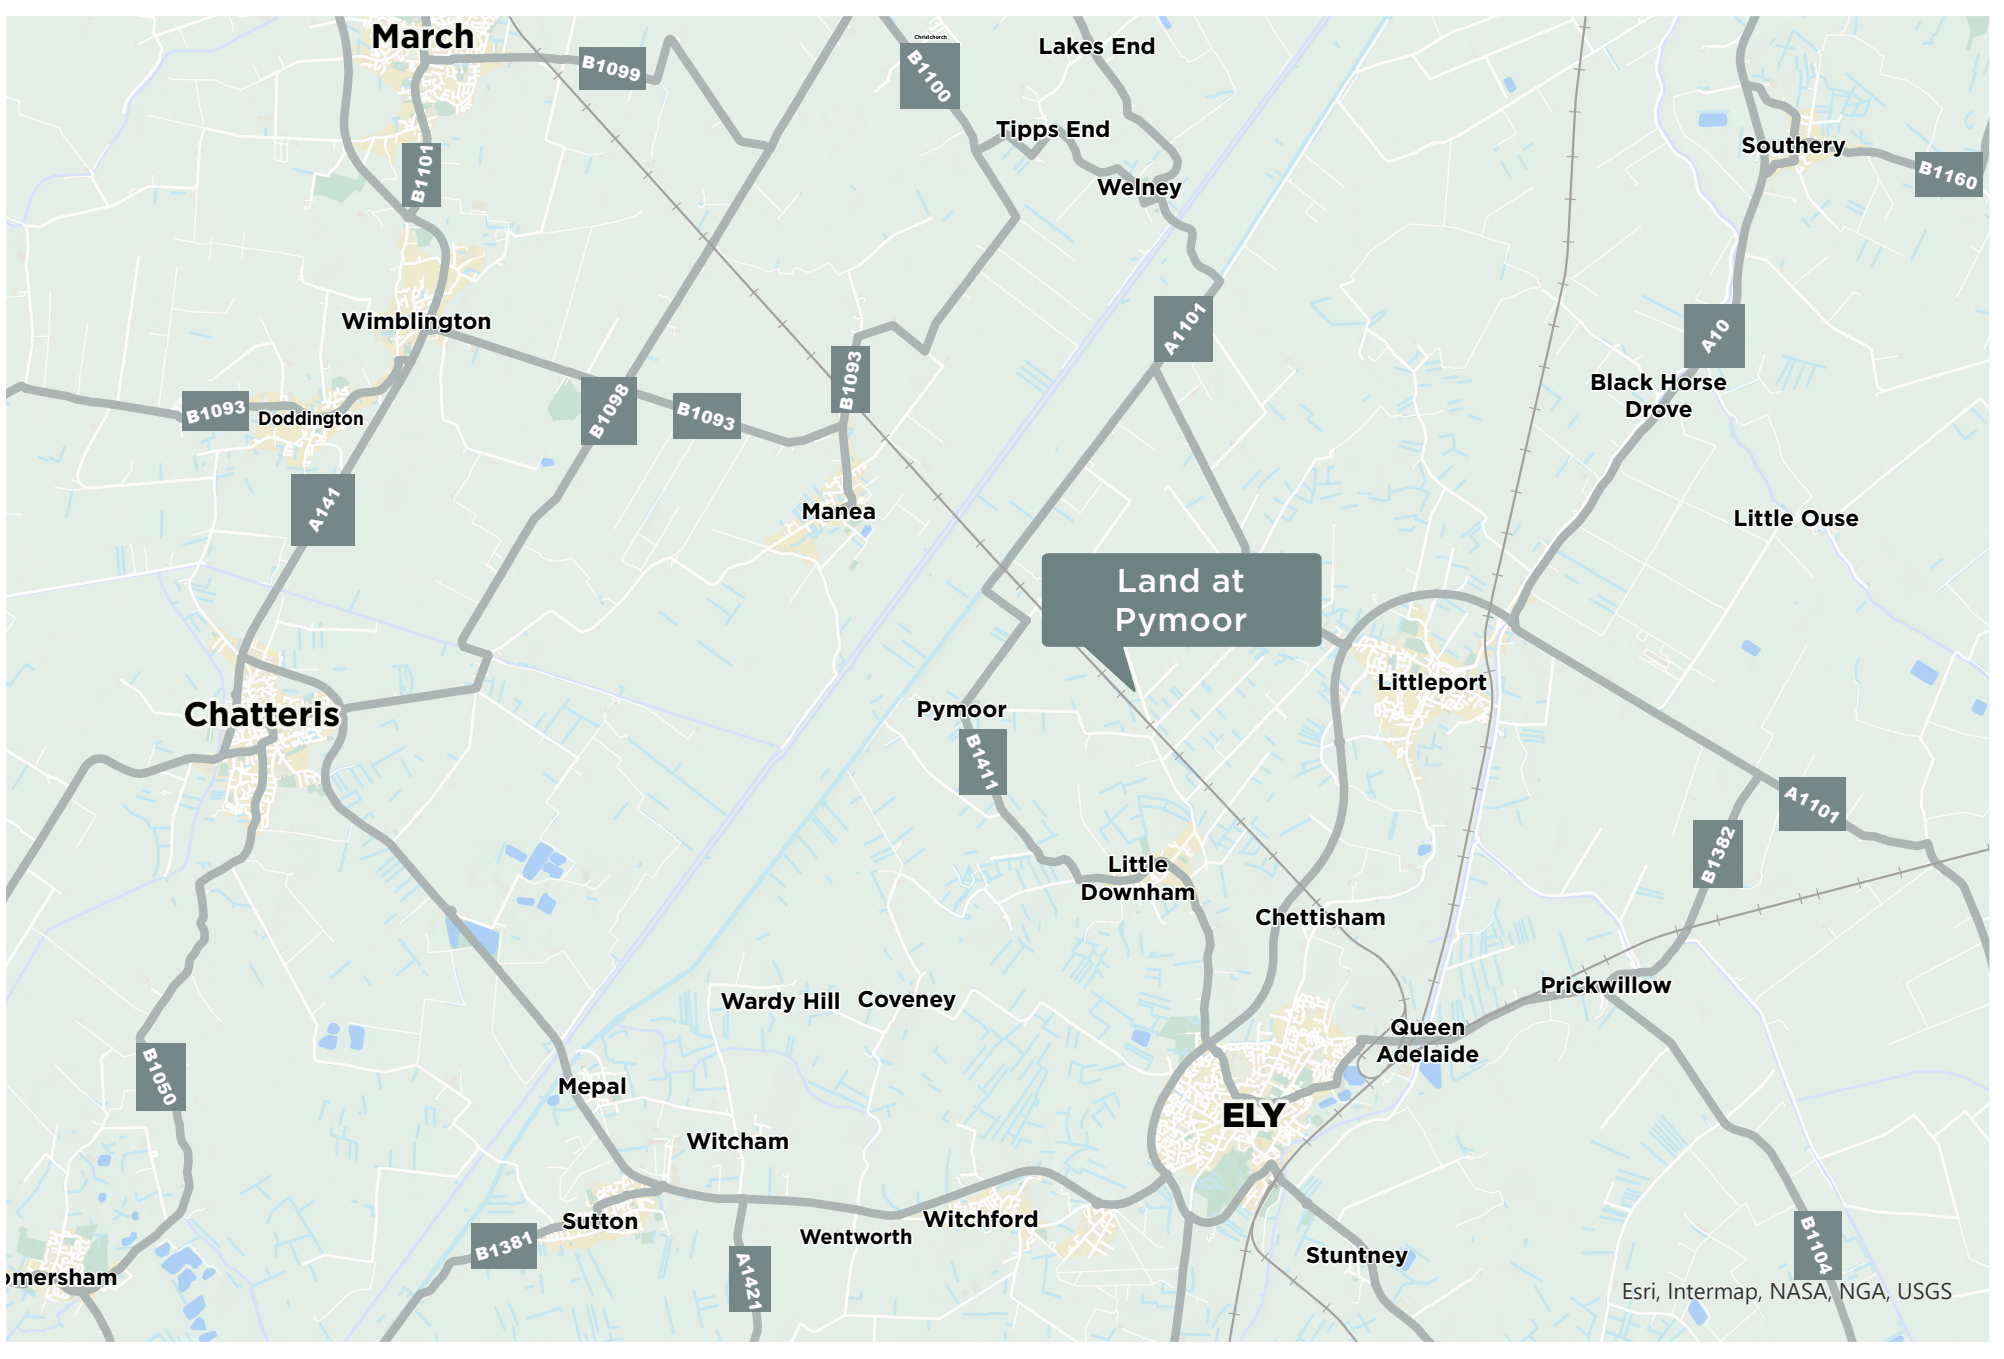 March
Christchurch
Lakes End
B1099
B1100
Tipps End
Southery
B1101
B1160
Welney
Wimblington
A1101
A10
B1093
Black Horse
Drove
B1093
Doddington
B1098
B1093
A141
Manea
Little Ouse
Land at
Pymoor
Littleport
Chatteris
Pymoor
B1411
A1101
B1382
Little
Downham
Chettisham
Prickwillow
Wardy Hill
Coveney
Queen
Adelaide
B1050
Mepal
ELY
Witcham
Sutton
Witchford
Wentworth
B1381
Stuntney
B1104
omersham
A1421
Esri, Intermap, NASA, NGA, USGS